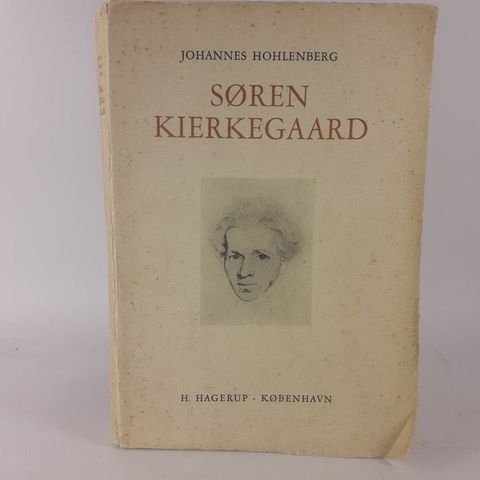 JOHANNES HOHLENBERG
SØREN
KIERKEGAARD
H. HAGERUP · KØBENHAVN